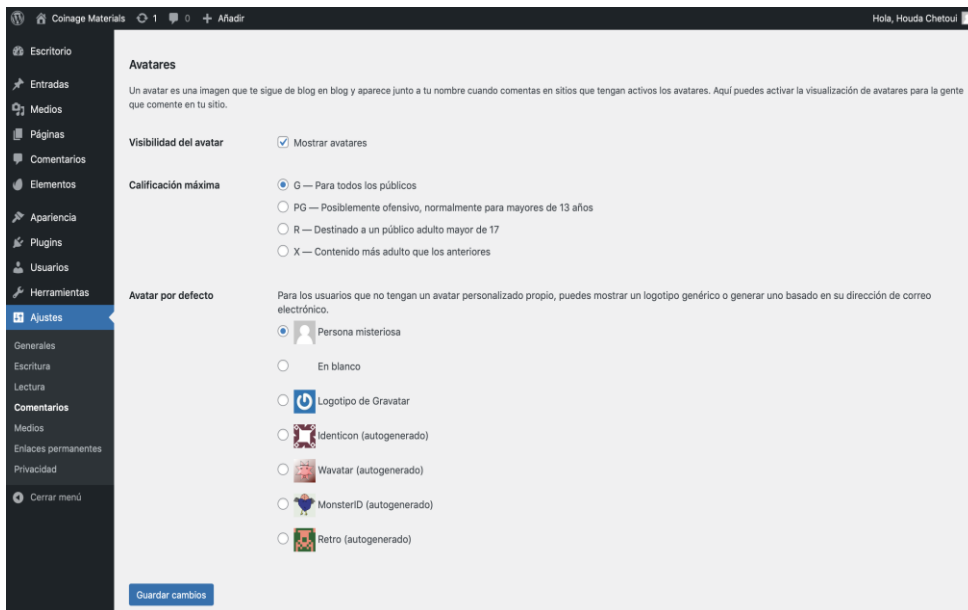 Coinage Materials 1 0 + Añadir Hola, Houda Chetoui
Escritorio
Entradas
Medios
Páginas
Comentarios
Elementos
Apariencia
Plugins
Usuarios
Herramientas
Ajustes
Generales
Escritura
Lectura
Comentarios
Medios
Enlaces permanentes
Privacidad
Cerrar menú
Avatares
Un avatar es una imagen que te sigue de blog en blog y aparece junto a tu nombre cuando comentas en sitios que tengan activos los avatares. Aquí puedes activar la visualización de avatares para la gente
que comente en tu sitio.
Visibilidad del avatar Mostrar avatares
Calificación máxima G — Para todos los públicos
PG — Posiblemente ofensivo, normalmente para mayores de 13 años
R — Destinado a un público adulto mayor de 17
X — Contenido más adulto que los anteriores
Avatar por defecto Para los usuarios que no tengan un avatar personalizado propio, puedes mostrar un logotipo genérico o generar uno basado en su dirección de correo
electrónico.
Persona misteriosa
En blanco
Logotipo de Gravatar
Identicon (autogenerado)
Wavatar (autogenerado)
MonsterID (autogenerado)
Retro (autogenerado)
Guardar cambios